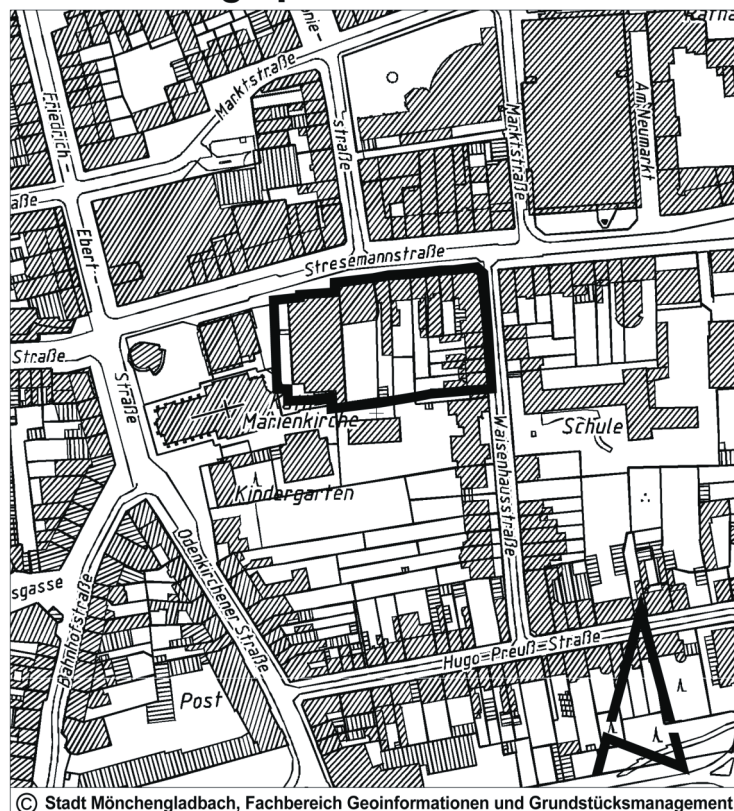 Friedrich-
Marktstraße
straße
Marktstraße
Am Neumarkt
Ebert-
Stresemannstraße
Straße
Straße
Marienkirche
Kindergarten
Schule
Waisenhausstraße
sgasse
Bahnhofstraße
Odenkirchener Straße
Hugo-Preuß-Straße
Post
© Stadt Mönchengladbach, Fachbereich Geoinformationen und Grundstücksmanagement